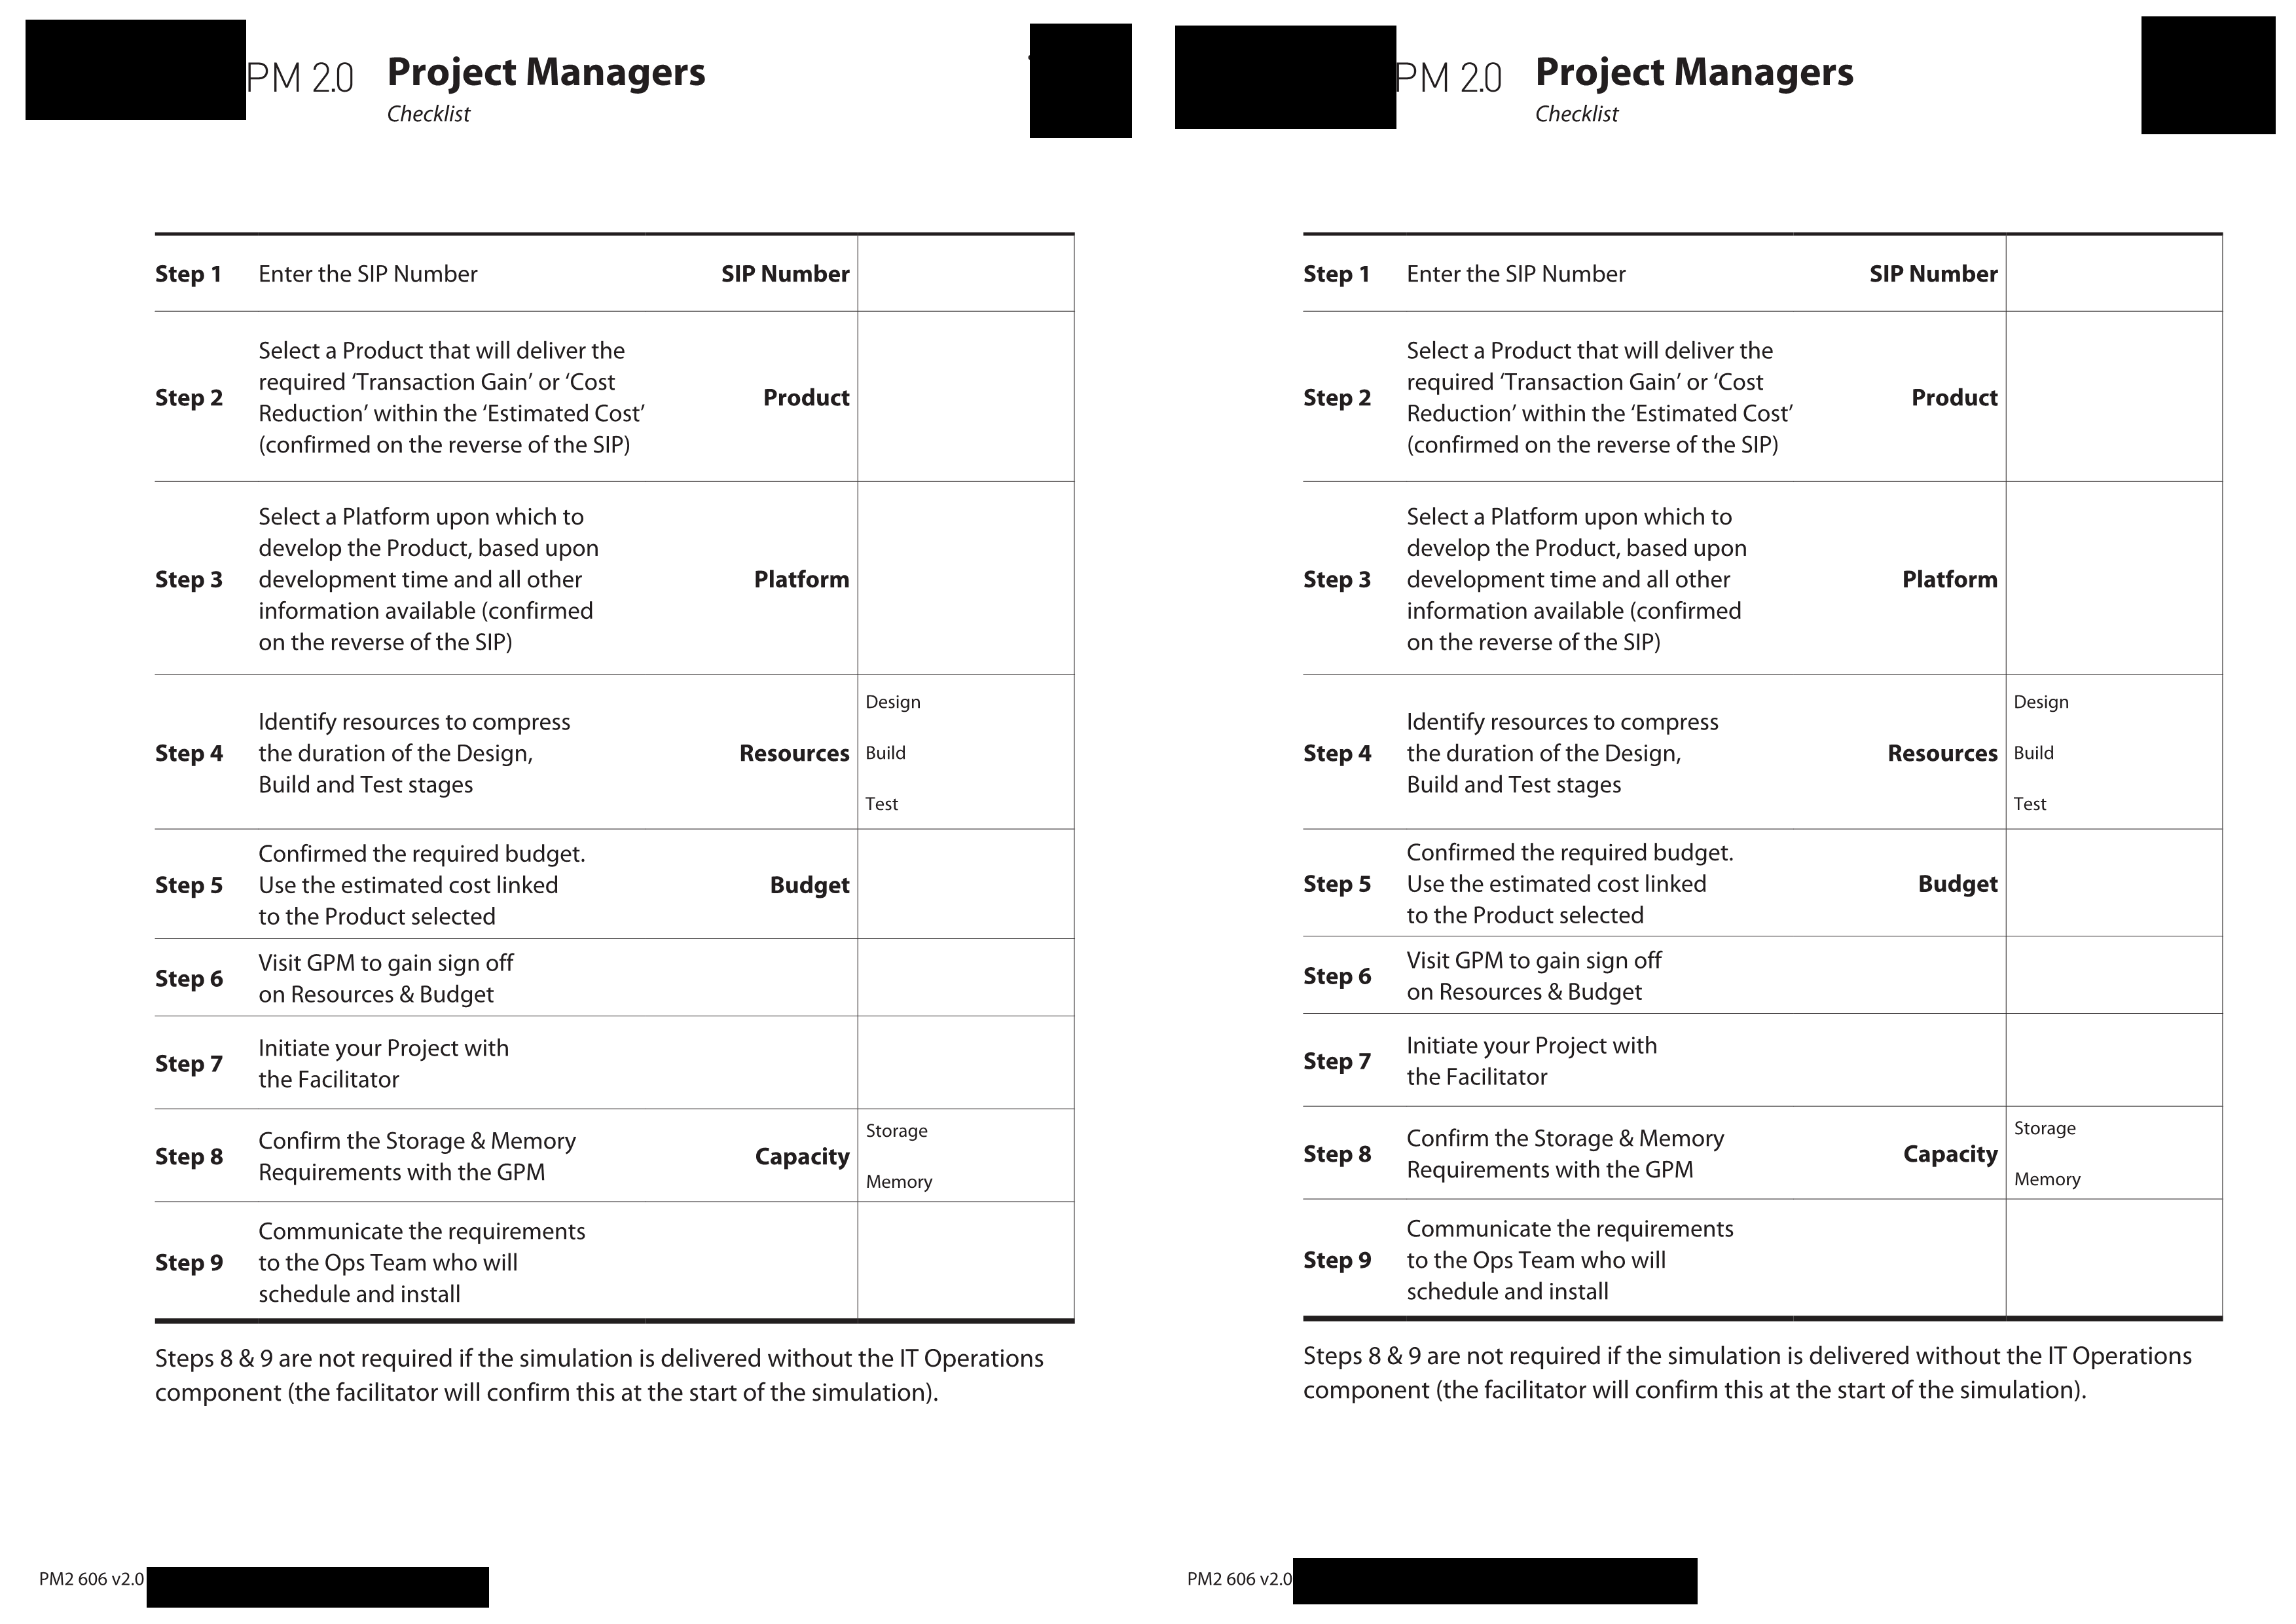 PM 2.0
Project Managers
Checklist
Step 1
Enter the SIP Number
SIP Number
Step 2
Select a Product that will deliver the
required ‘Transaction Gain’ or ‘Cost
Reduction’ within the ‘Estimated Cost’
(confirmed on the reverse of the SIP)
Product
Step 3
Select a Platform upon which to
develop the Product, based upon
development time and all other
information available (confirmed
on the reverse of the SIP)
Platform
Step 4
Identify resources to compress
the duration of the Design,
Build and Test stages
Resources
Design
Build
Test
Step 5
Confirmed the required budget.
Use the estimated cost linked
to the Product selected
Budget
Step 6
Visit GPM to gain sign off
on Resources & Budget
Step 7
Initiate your Project with
the Facilitator
Step 8
Confirm the Storage & Memory
Requirements with the GPM
Capacity
Storage
Memory
Step 9
Communicate the requirements
to the Ops Team who will
schedule and install
Steps 8 & 9 are not required if the simulation is delivered without the IT Operations
component (the facilitator will confirm this at the start of the simulation).
PM2 606 v2.0
PM 2.0
Project Managers
Checklist
Step 1
Enter the SIP Number
SIP Number
Step 2
Select a Product that will deliver the
required ‘Transaction Gain’ or ‘Cost
Reduction’ within the ‘Estimated Cost’
(confirmed on the reverse of the SIP)
Product
Step 3
Select a Platform upon which to
develop the Product, based upon
development time and all other
information available (confirmed
on the reverse of the SIP)
Platform
Step 4
Identify resources to compress
the duration of the Design,
Build and Test stages
Resources
Design
Build
Test
Step 5
Confirmed the required budget.
Use the estimated cost linked
to the Product selected
Budget
Step 6
Visit GPM to gain sign off
on Resources & Budget
Step 7
Initiate your Project with
the Facilitator
Step 8
Confirm the Storage & Memory
Requirements with the GPM
Capacity
Storage
Memory
Step 9
Communicate the requirements
to the Ops Team who will
schedule and install
Steps 8 & 9 are not required if the simulation is delivered without the IT Operations
component (the facilitator will confirm this at the start of the simulation).
PM2 606 v2.0